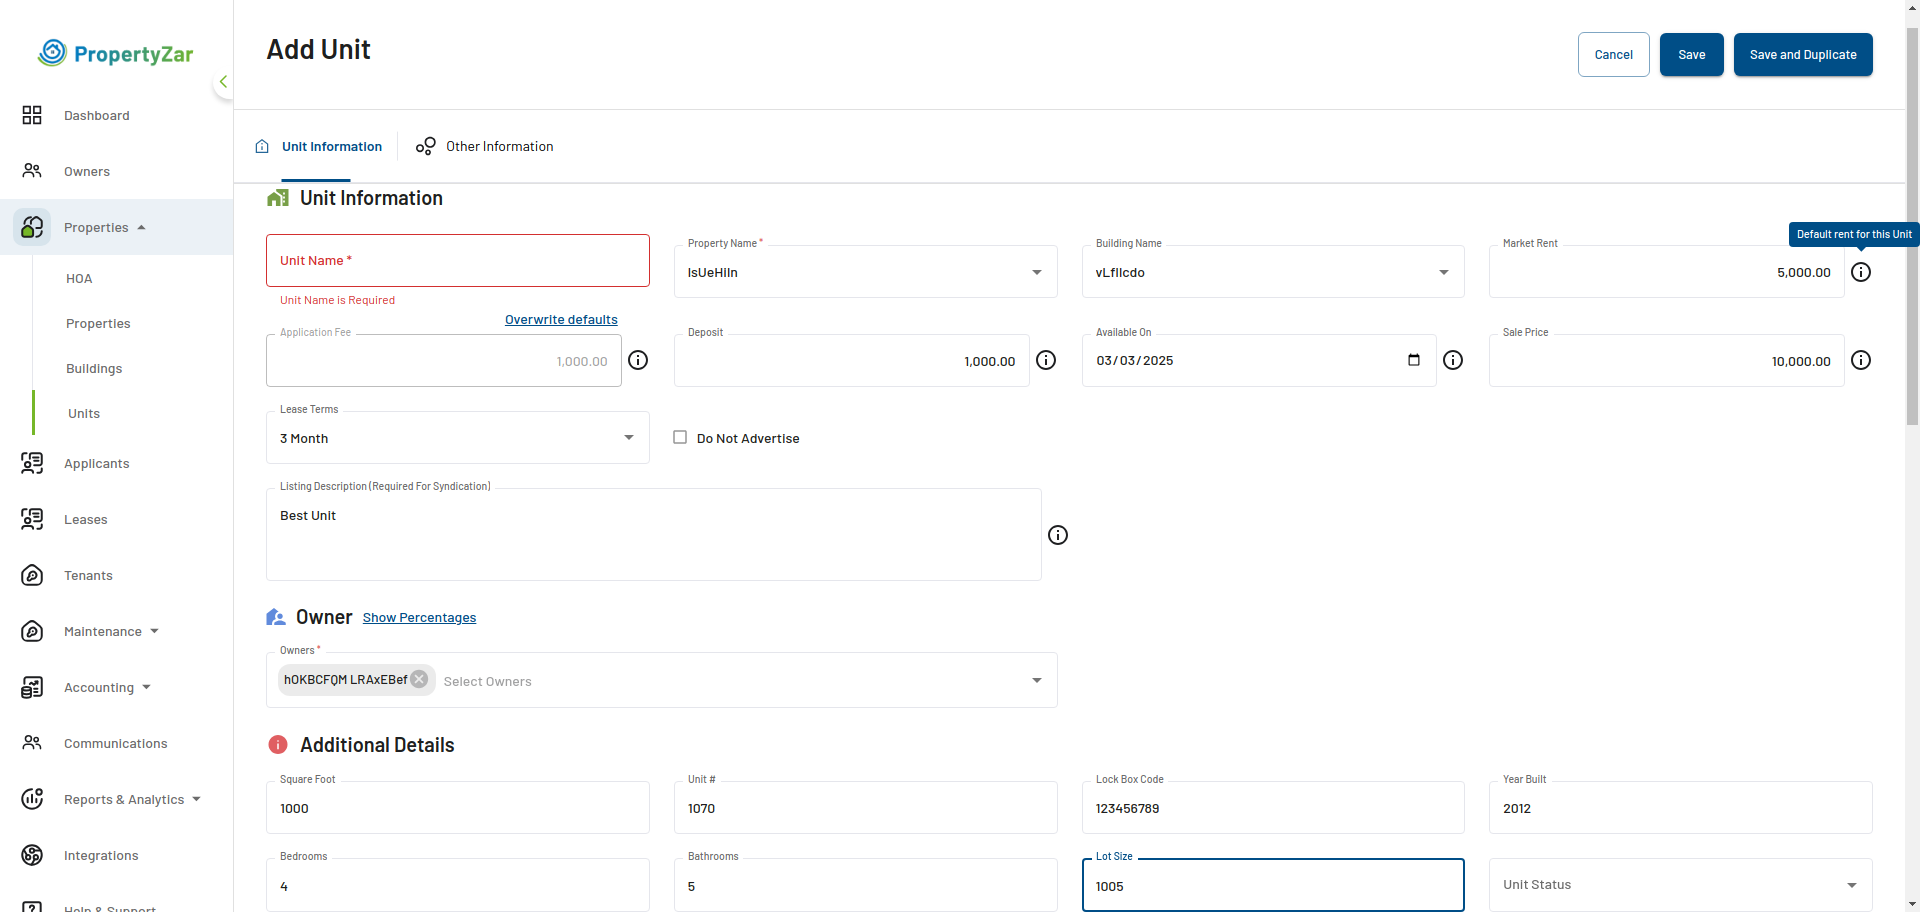 PropertyZar
Add Unit
Cancel
Save
Save and Duplicate
Dashboard
Owners
Properties
HOA
Properties
Buildings
Units
Applicants
Leases
Tenants
Maintenance
Accounting
Communications
Reports & Analytics
Integrations
Help & Support
Unit Information
Other Information
Unit Information
Default rent for this Unit
Unit Name *
Unit Name is Required
Property Name *
IsUeHiln
Building Name
vLfIlcdo
Market Rent
5,000.00
Overwrite defaults
Application Fee
1,000.00
Deposit
1,000.00
Available On
03/03/2025
Sale Price
10,000.00
Lease Terms
3 Month
Do Not Advertise
Listing Description (Required For Syndication)
Best Unit
Owner
Show Percentages
Owners *
hOKBCFQM LRAxEBef
Select Owners
Additional Details
Square Foot
1000
Unit #
1070
Lock Box Code
123456789
Year Built
2012
Bedrooms
4
Bathrooms
5
Lot Size
1005
Unit Status